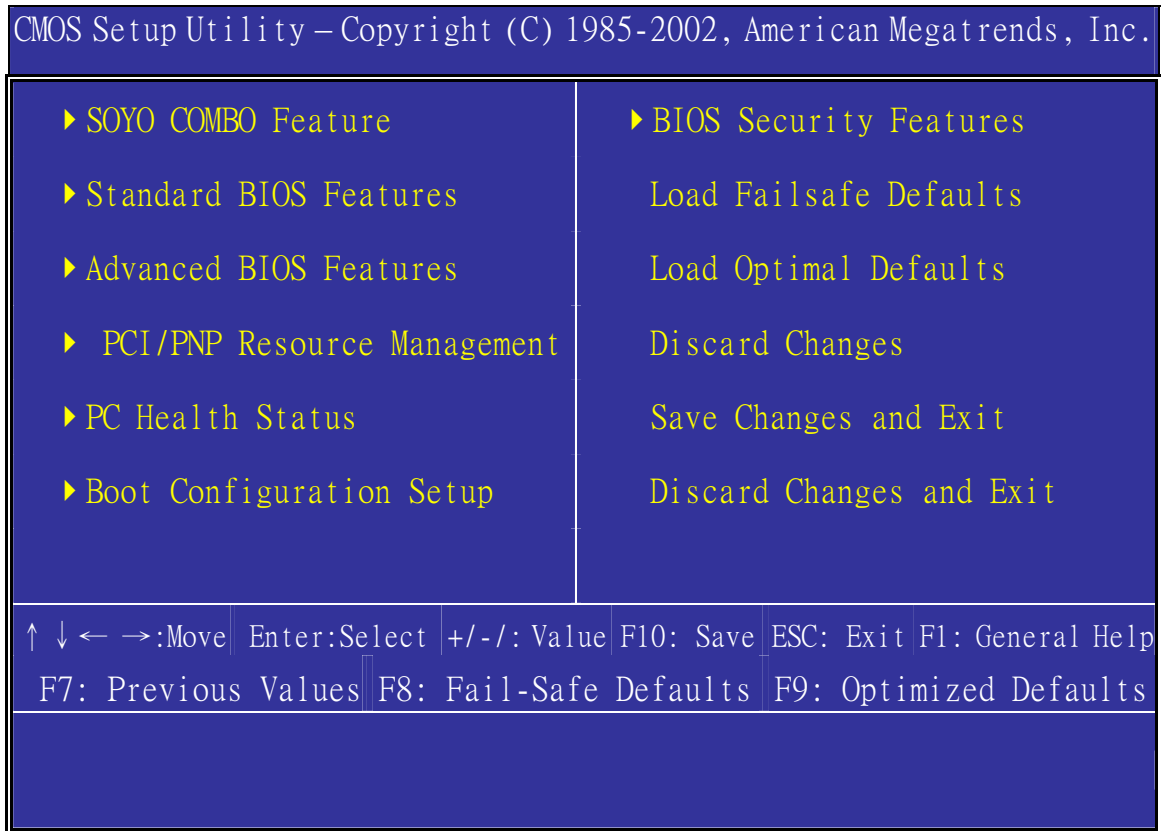 CMOS Setup Utility – Copyright (C) 1985-2002, American Megatrends, Inc.
▶ SOYO COMBO Feature
▶ Standard BIOS Features
▶ Advanced BIOS Features
▶ PCI/PNP Resource Management
▶ PC Health Status
▶ Boot Configuration Setup
▶ BIOS Security Features
Load Failsafe Defaults
Load Optimal Defaults
Discard Changes
Save Changes and Exit
Discard Changes and Exit
↑ ↓ ← →:Move Enter:Select +/-/: Value F10: Save ESC: Exit F1: General Help
F7: Previous Values F8: Fail-Safe Defaults F9: Optimized Defaults